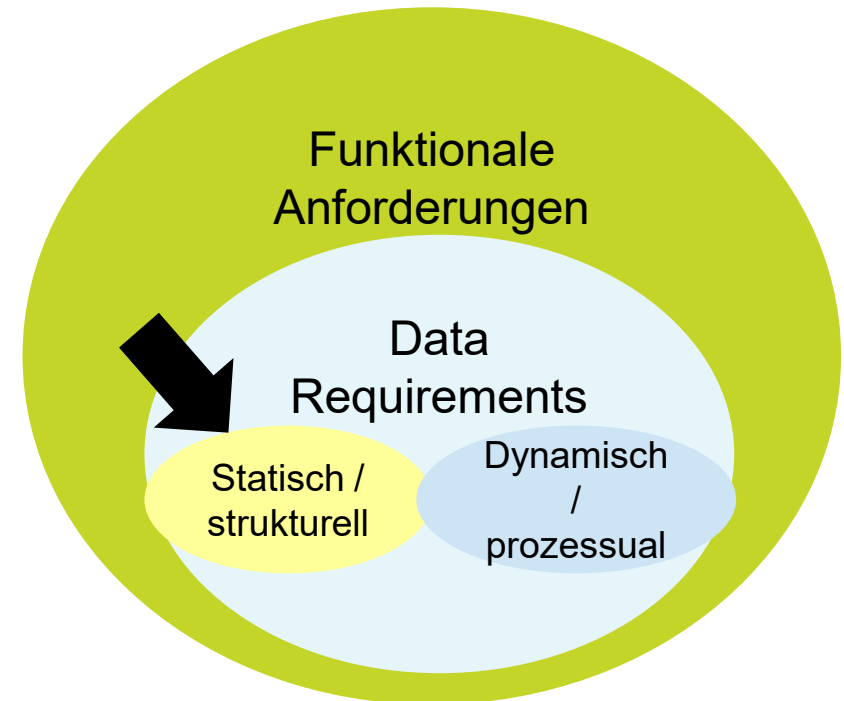 Funktionale
Anforderungen
Data
Requirements
Statisch /
strukturell
Dynamisch
/
prozessual